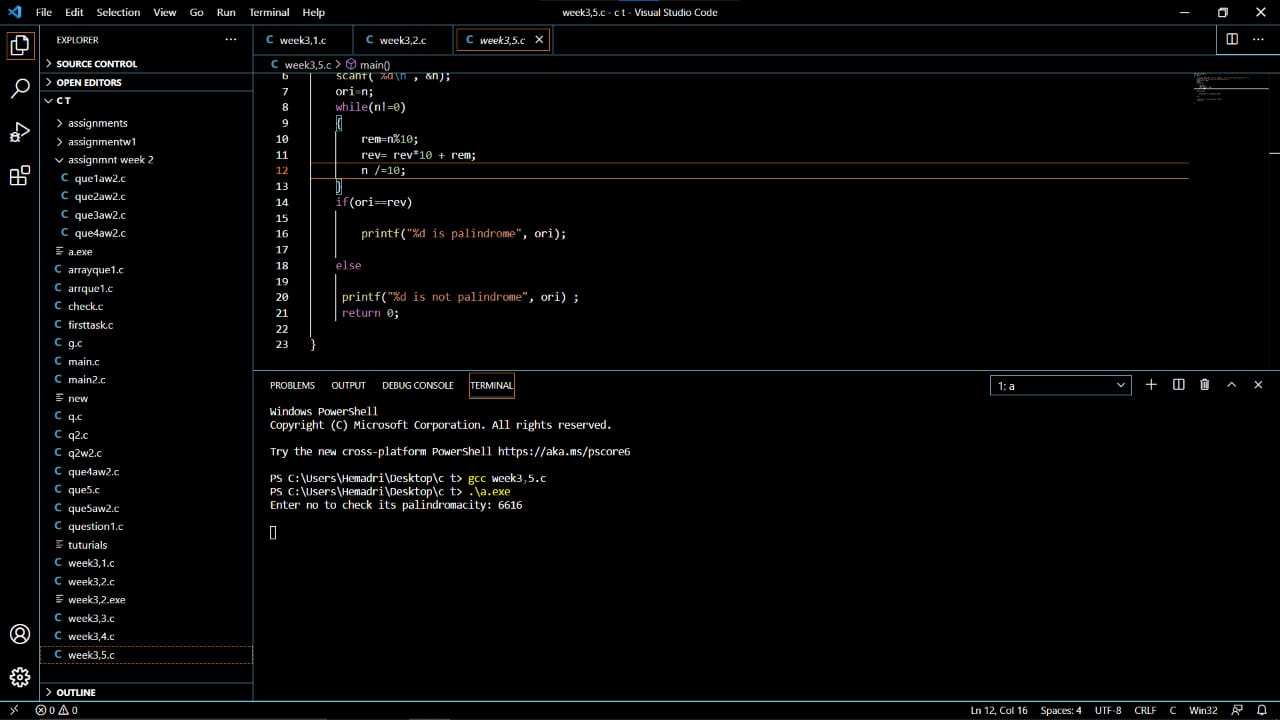 File Edit Selection View Go Run Terminal Help
week3,5.c - c t - Visual Studio Code
EXPLORER
SOURCE CONTROL
OPEN EDITORS
C T
assignments
assignmentw1
assignmnt week 2
C que1aw2.c
C que2aw2.c
C que3aw2.c
C que4aw2.c
a.exe
C arrayque1.c
C arrque1.c
C check.c
C firsttask.c
C g.c
C main.c
C main2.c
new
C q.c
C q2.c
C q2w2.c
C que4aw2.c
C que5.c
C que5aw2.c
C question1.c
tuturials
C week3,1.c
C week3,2.c
week3,2.exe
C week3,3.c
C week3,4.c
C week3,5.c
OUTLINE
C week3,1.c C week3,2.c C week3,5.c
C week3,5.c > main()
6 scanf("%d\n", &n);
7 ori=n;
8 while(n!=0)
9 {
10 rem=n%10;
11 rev= rev*10 + rem;
12 n /=10;
13 }
14 if(ori==rev)
15
16 printf("%d is palindrome", ori);
17
18 else
19
20 printf("%d is not palindrome", ori) ;
21 return 0;
22
23 }
PROBLEMS OUTPUT DEBUG CONSOLE TERMINAL
1: a
Windows PowerShell
Copyright (C) Microsoft Corporation. All rights reserved.
Try the new cross-platform PowerShell https://aka.ms/pscore6
PS C:\Users\Hemadri\Desktop\c t> gcc week3,5.c
PS C:\Users\Hemadri\Desktop\c t> .\a.exe
Enter no to check its palindromacity: 6616
0 0
Ln 12, Col 16 Spaces: 4 UTF-8 CRLF C Win32